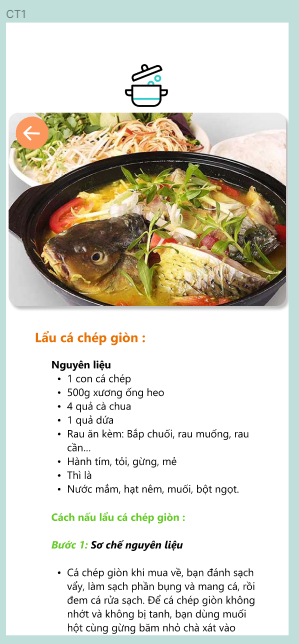 CT1
Lẩu cá chép giòn :
Nguyên liệu
• 1 con cá chép
• 500g xương ống heo
• 4 quả cà chua
• 1 quả dứa
• Rau ăn kèm: Bắp chuối, rau muống, rau
cần...
• Hành tím, tỏi, gừng, mẻ
• Thì là
• Nước mắm, hạt nêm, muối, bột ngọt.
Cách nấu lẩu cá chép giòn :
Bước 1: Sơ chế nguyên liệu
• Cá chép giòn khi mua về, bạn đánh sạch
vẩy, làm sạch phần bụng và mang cá, rồi
đem cá rửa sạch. Để cá chép giòn không
nhớt và không bị tanh, bạn dùng muối
hột cùng gừng băm nhỏ chà xát vào